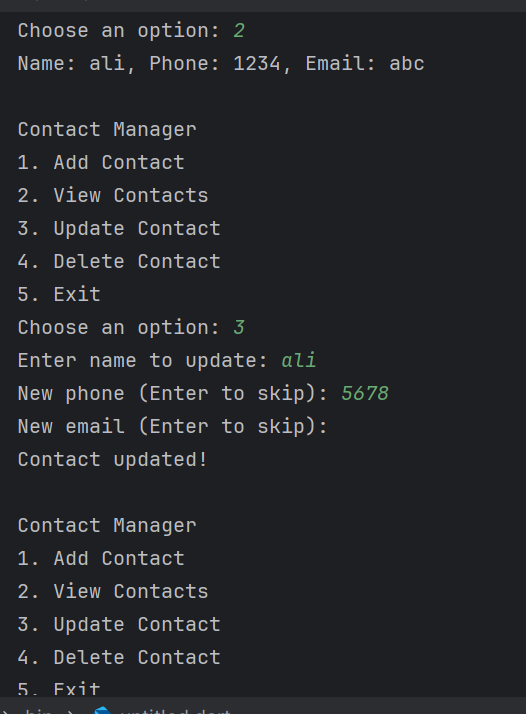 Choose an option: 2
Name: ali, Phone: 1234, Email: abc
Contact Manager
1. Add Contact
2. View Contacts
3. Update Contact
4. Delete Contact
5. Exit
Choose an option: 3
Enter name to update: ali
New phone (Enter to skip): 5678
New email (Enter to skip):
Contact updated!
Contact Manager
1. Add Contact
2. View Contacts
3. Update Contact
4. Delete Contact
5. Exit
bin > untitled.dart